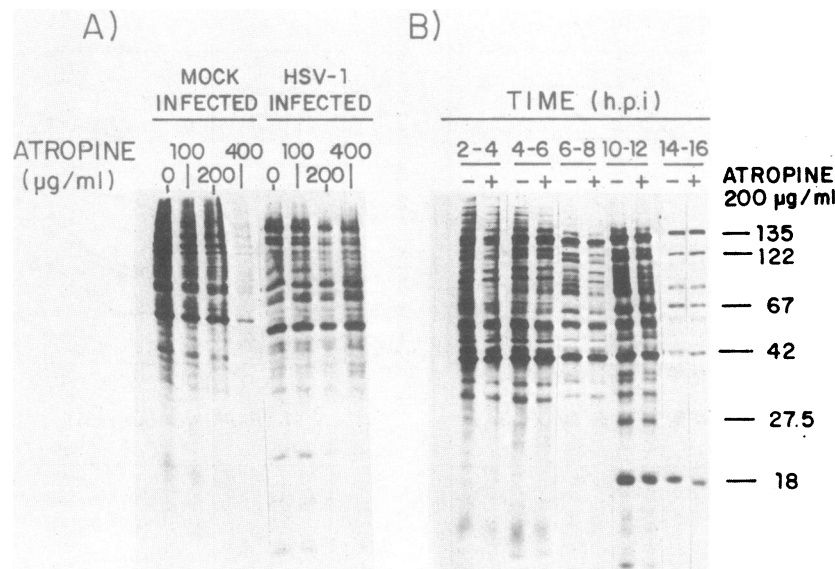 A)
MOCK INFECTED
HSV-1 INFECTED
ATROPINE (µg/ml)
0 100 200 400
0 100 200 400
B)
TIME (h.p.i)
2-4 4-6 6-8 10-12 14-16
- + - + - + - + - +
ATROPINE
200 µg/ml
135
122
67
42
27.5
18